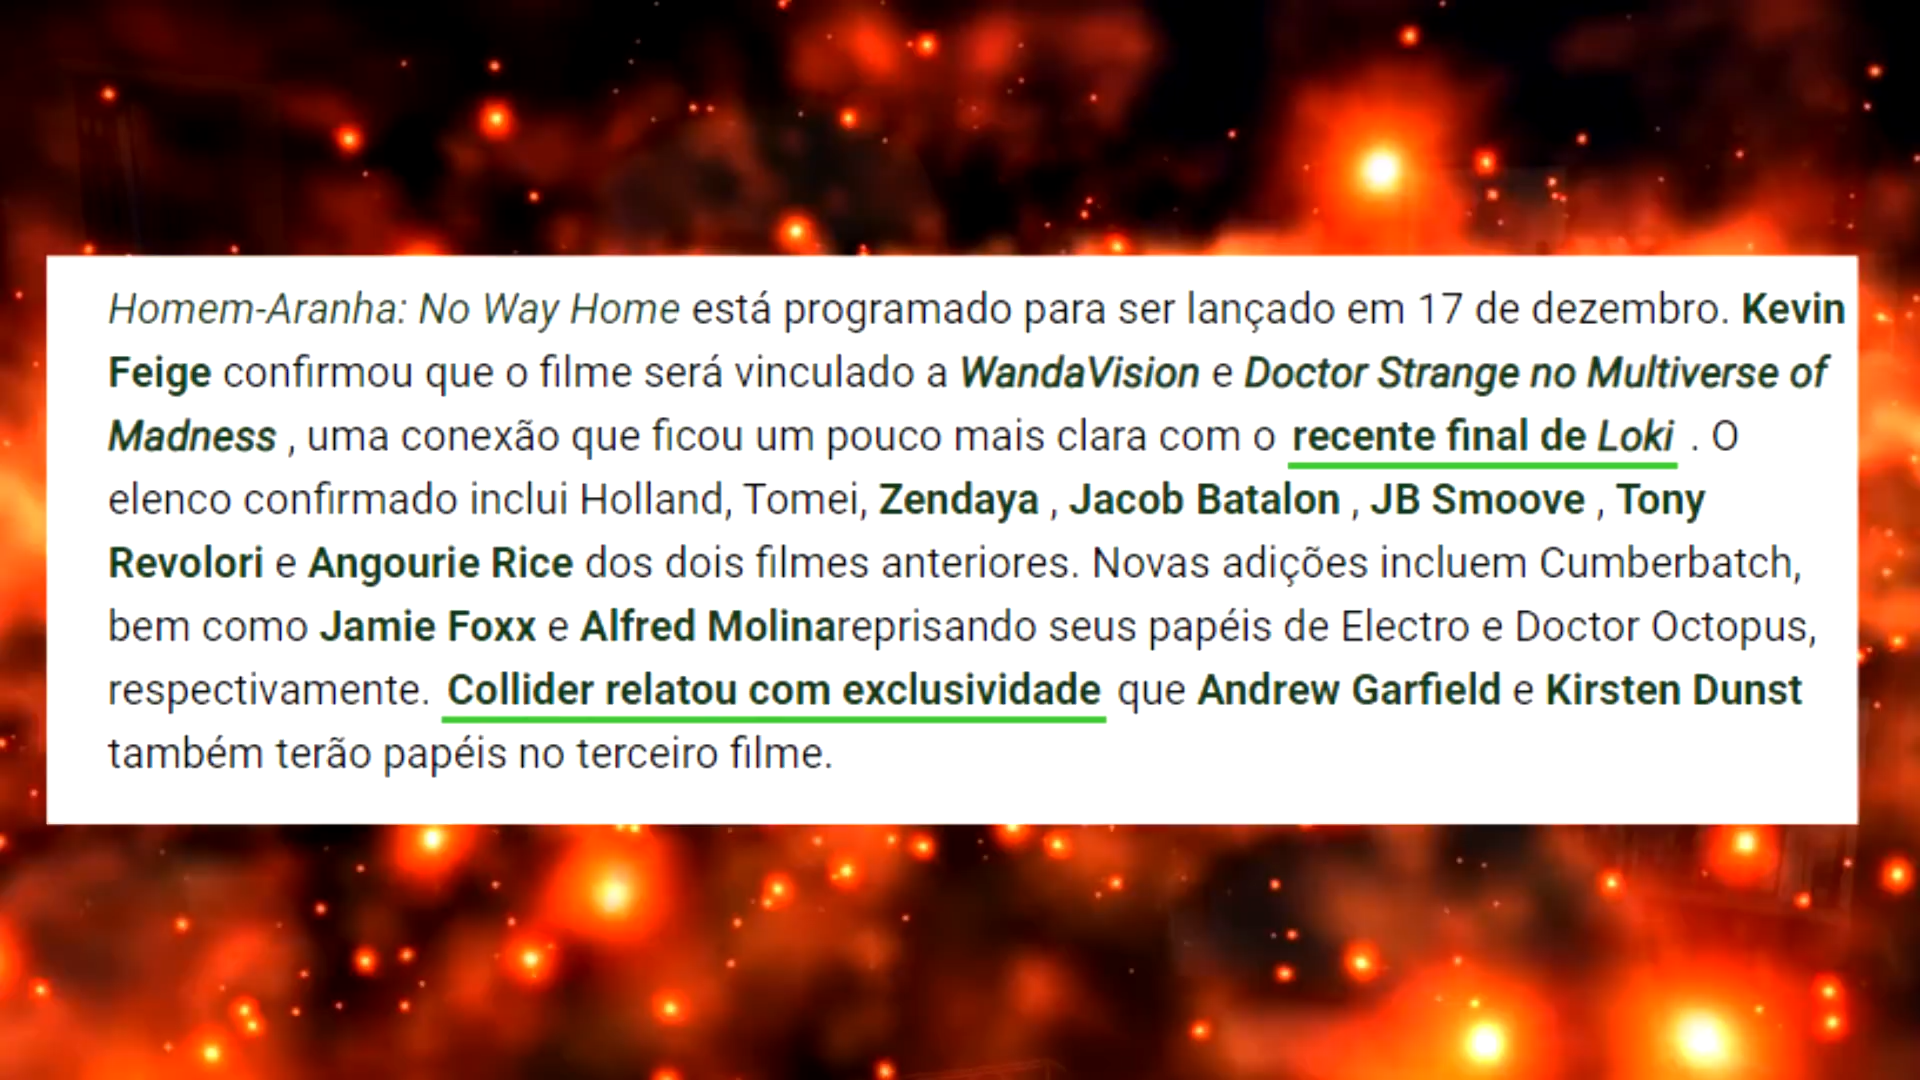 Homem-Aranha: No Way Home está programado para ser lançado em 17 de dezembro. Kevin
Feige confirmou que o filme será vinculado a WandaVision e Doctor Strange no Multiverse of
Madness , uma conexão que ficou um pouco mais clara com o recente final de Loki . O
elenco confirmado inclui Holland, Tomei, Zendaya , Jacob Batalon , JB Smoove , Tony
Revolori e Angourie Rice dos dois filmes anteriores. Novas adições incluem Cumberbatch,
bem como Jamie Foxx e Alfred Molinareprisando seus papéis de Electro e Doctor Octopus,
respectivamente. Collider relatou com exclusividade que Andrew Garfield e Kirsten Dunst
também terão papéis no terceiro filme.